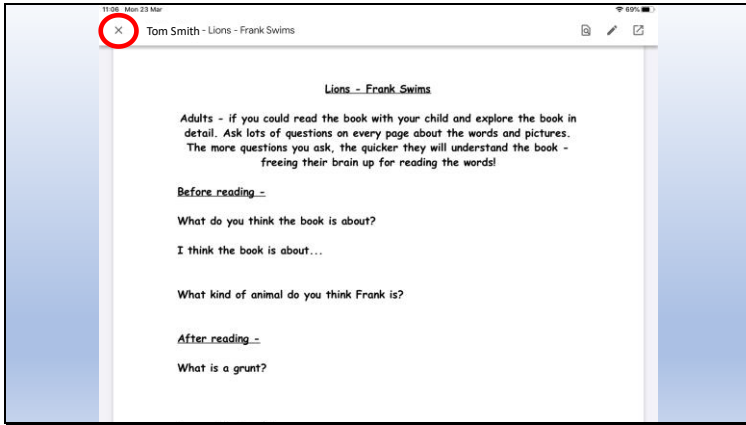 11:06 Mon 23 Mar 69%
Tom Smith - Lions - Frank Swims
Lions - Frank Swims
Adults - if you could read the book with your child and explore the book in
detail. Ask lots of questions on every page about the words and pictures.
The more questions you ask, the quicker they will understand the book -
freeing their brain up for reading the words!
Before reading -
What do you think the book is about?
I think the book is about...
What kind of animal do you think Frank is?
After reading -
What is a grunt?